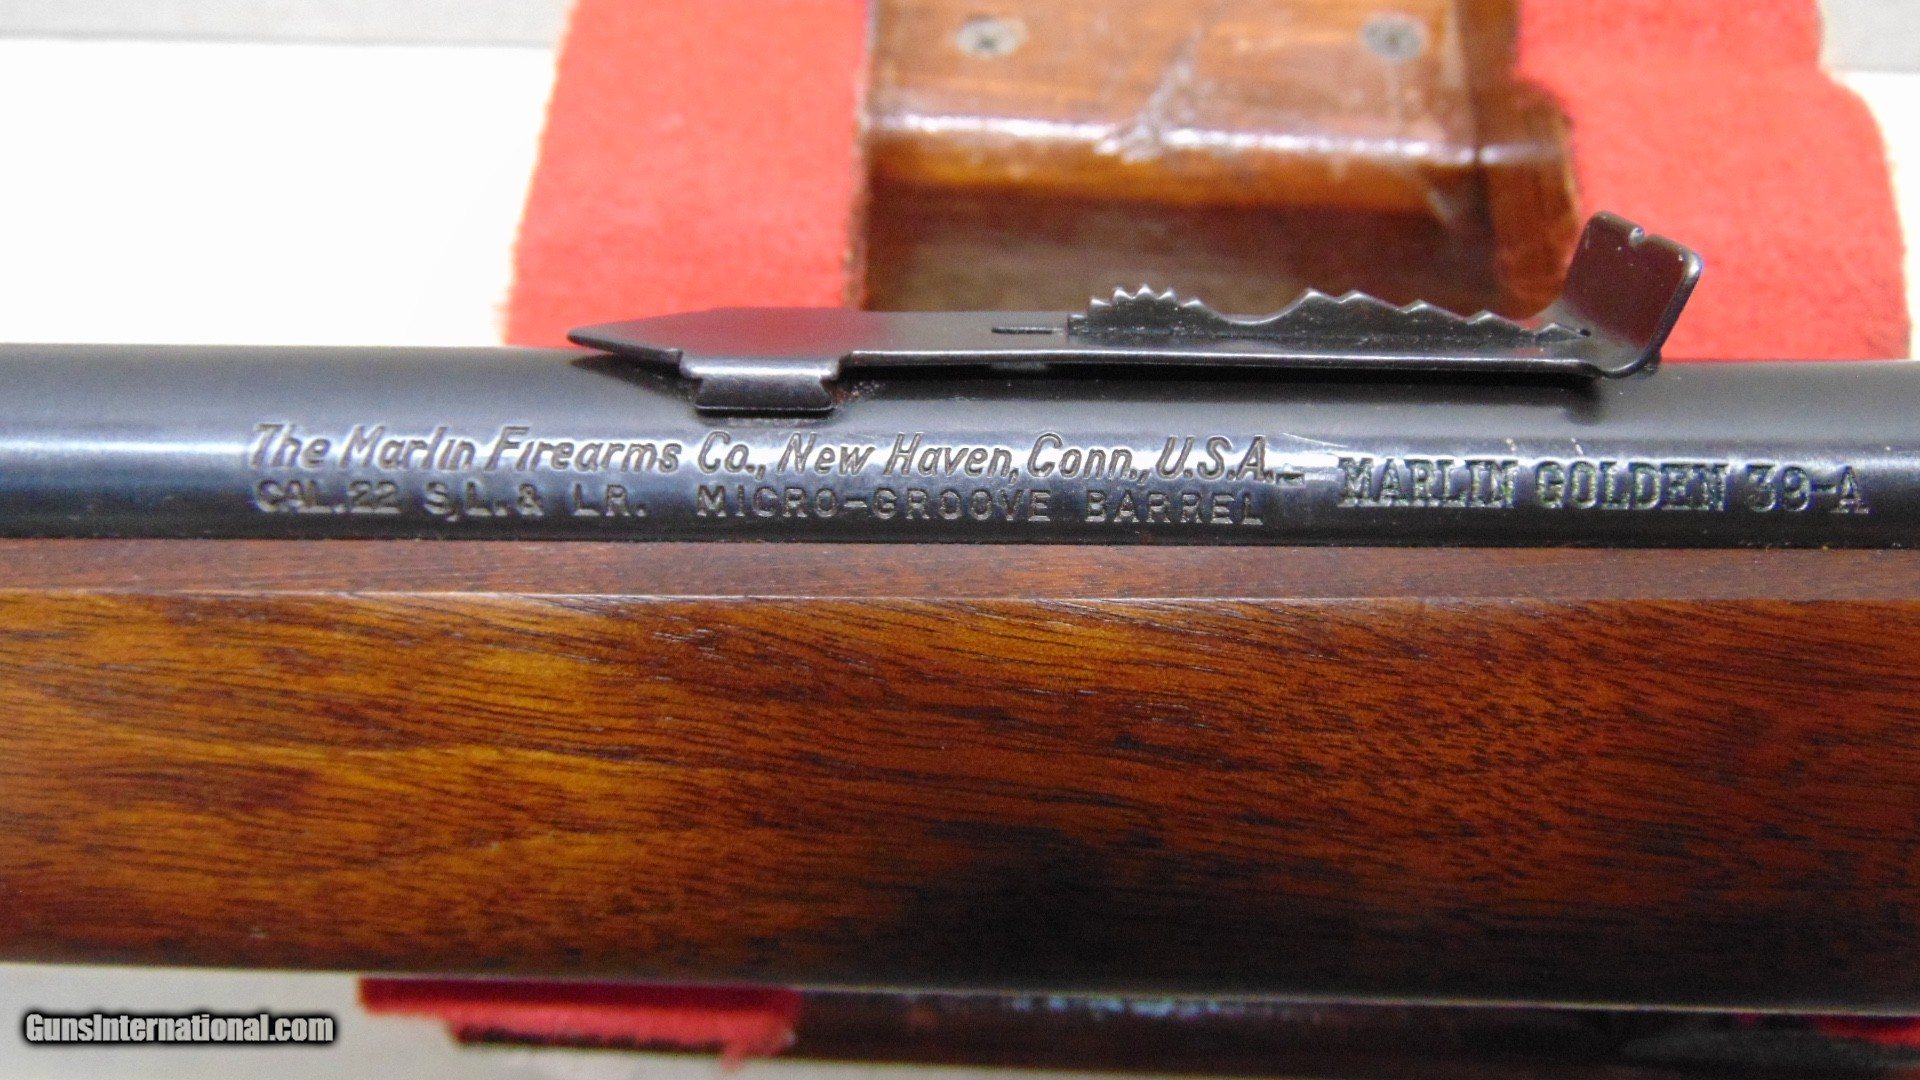 The Marlin Firearms Co., New Haven, Conn., U.S.A.
CAL. 22 S,L. & LR. MICRO-GROOVE BARREL
MARLIN GOLDEN 39-A
GunsInternational.com